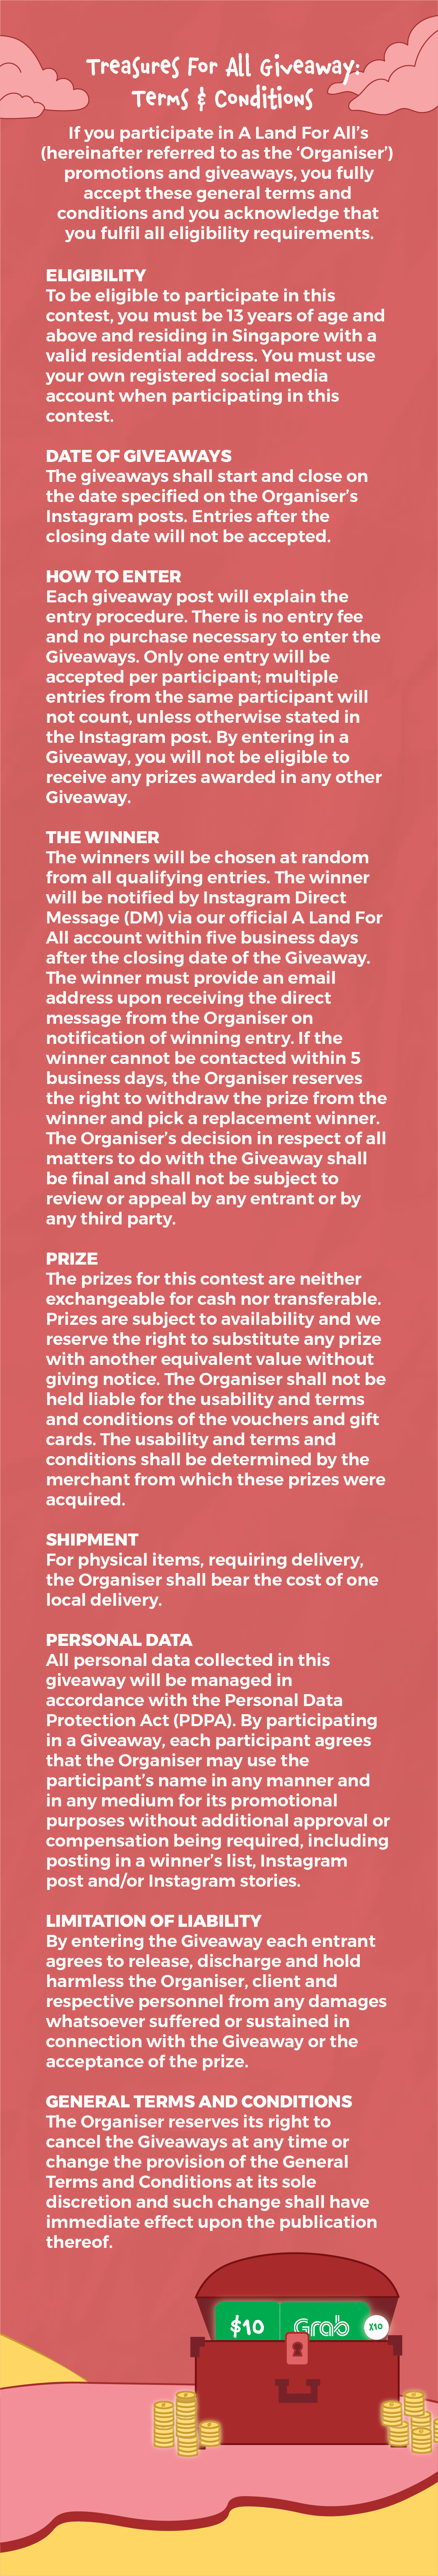 Treasures For All Giveaway:
Terms & Conditions
If you participate in A Land For All's
(hereinafter referred to as the 'Organiser')
promotions and giveaways, you fully
accept these general terms and
conditions and you acknowledge that
you fulfil all eligibility requirements.
ELIGIBILITY
To be eligible to participate in this
contest, you must be 13 years of age and
above and residing in Singapore with a
valid residential address. You must use
your own registered social media
account when participating in this
contest.
DATE OF GIVEAWAYS
The giveaways shall start and close on
the date specified on the Organiser's
Instagram posts. Entries after the
closing date will not be accepted.
HOW TO ENTER
Each giveaway post will explain the
entry procedure. There is no entry fee
and no purchase necessary to enter the
Giveaways. Only one entry will be
accepted per participant; multiple
entries from the same participant will
not count, unless otherwise stated in
the Instagram post. By entering in a
Giveaway, you will not be eligible to
receive any prizes awarded in any other
Giveaway.
THE WINNER
The winners will be chosen at random
from all qualifying entries. The winner
will be notified by Instagram Direct
Message (DM) via our official A Land For
All account within five business days
after the closing date of the Giveaway.
The winner must provide an email
address upon receiving the direct
message from the Organiser on
notification of winning entry. If the
winner cannot be contacted within 5
business days, the Organiser reserves
the right to withdraw the prize from the
winner and pick a replacement winner.
The Organiser's decision in respect of all
matters to do with the Giveaway shall
be final and shall not be subject to
review or appeal by any entrant or by
any third party.
PRIZE
The prizes for this contest are neither
exchangeable for cash nor transferable.
Prizes are subject to availability and we
reserve the right to substitute any prize
with another equivalent value without
giving notice. The Organiser shall not be
held liable for the usability and terms
and conditions of the vouchers and gift
cards. The usability and terms and
conditions shall be determined by the
merchant from which these prizes were
acquired.
SHIPMENT
For physical items, requiring delivery,
the Organiser shall bear the cost of one
local delivery.
PERSONAL DATA
All personal data collected in this
giveaway will be managed in
accordance with the Personal Data
Protection Act (PDPA). By participating
in a Giveaway, each participant agrees
that the Organiser may use the
participant's name in any manner and
in any medium for its promotional
purposes without additional approval or
compensation being required, including
posting in a winner's list, Instagram
post and/or Instagram stories.
LIMITATION OF LIABILITY
By entering the Giveaway each entrant
agrees to release, discharge and hold
harmless the Organiser, client and
respective personnel from any damages
whatsoever suffered or sustained in
connection with the Giveaway or the
acceptance of the prize.
GENERAL TERMS AND CONDITIONS
The Organiser reserves its right to
cancel the Giveaways at any time or
change the provision of the General
Terms and Conditions at its sole
discretion and such change shall have
immediate effect upon the publication
thereof.
$10 Grab X10